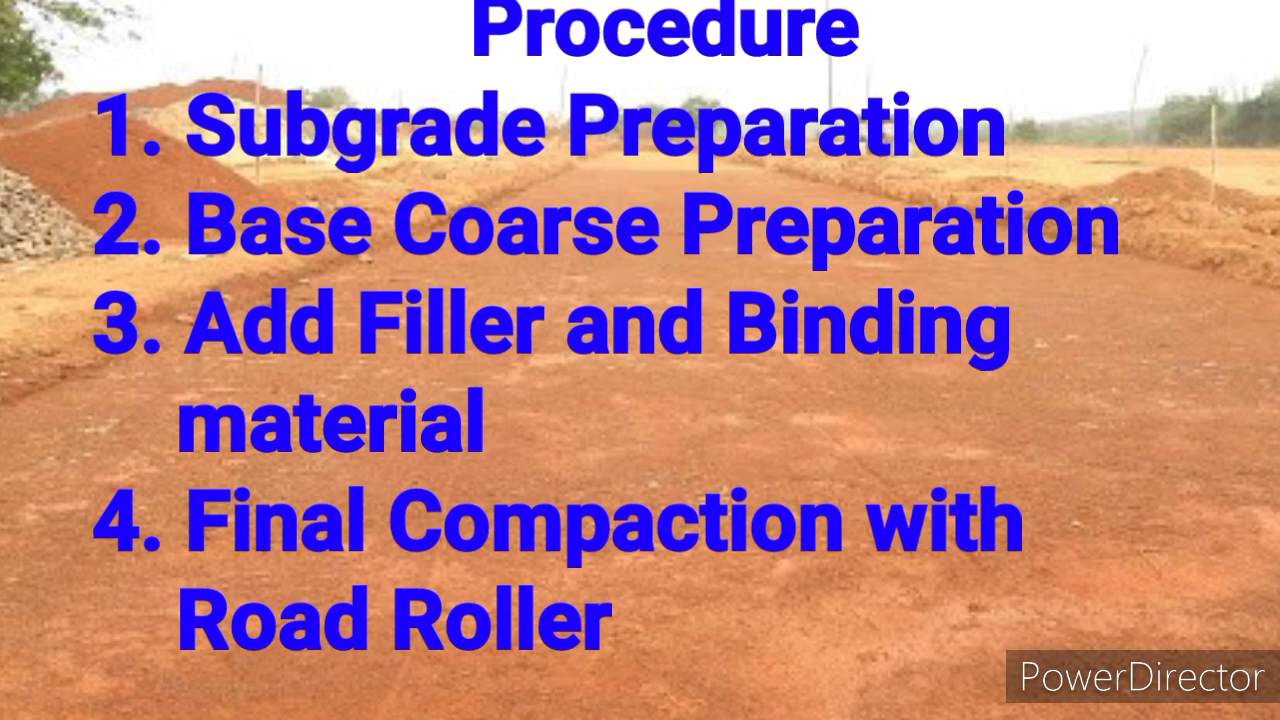 Procedure
1. Subgrade Preparation
2. Base Coarse Preparation
3. Add Filler and Binding
material
4. Final Compaction with
Road Roller
PowerDirector